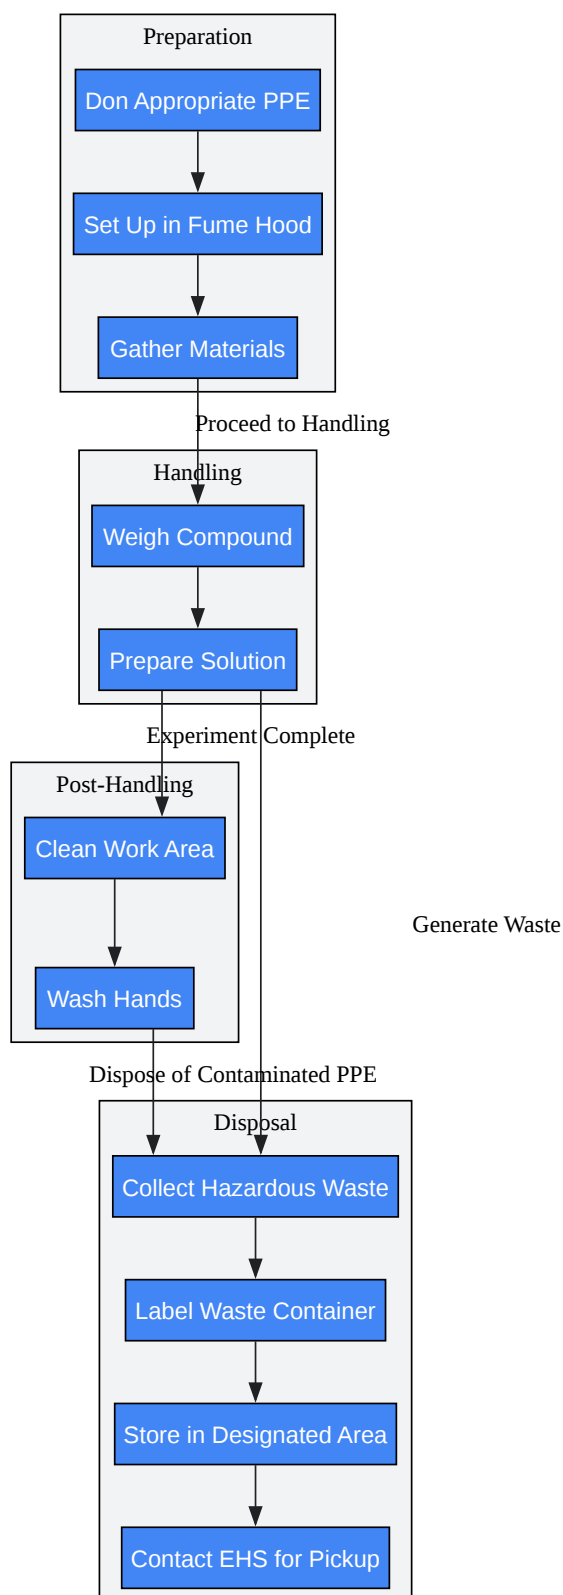 Preparation
Don Appropriate PPE
Set Up in Fume Hood
Gather Materials
Proceed to Handling
Handling
Weigh Compound
Prepare Solution
Experiment Complete
Post-Handling
Clean Work Area
Generate Waste
Wash Hands
Dispose of Contaminated PPE
Disposal
Collect Hazardous Waste
Label Waste Container
Store in Designated Area
Contact EHS for Pickup